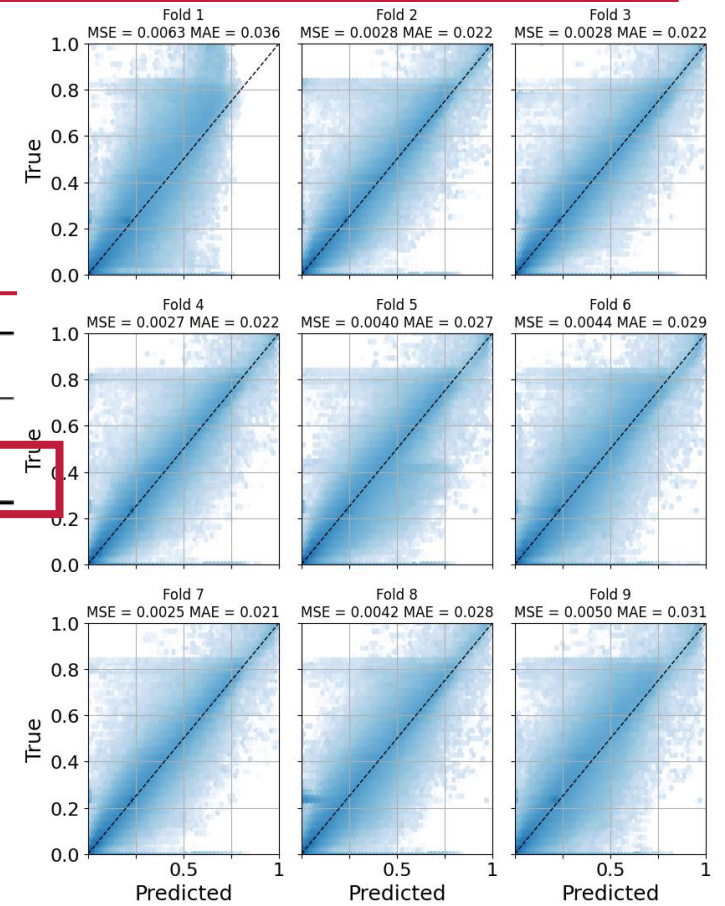 Fold 1 Fold 2 Fold 3
MSE = 0.0063 MAE = 0.036 MSE = 0.0028 MAE = 0.022 MSE = 0.0028 MAE = 0.022
1.0
0.8
0.6
True
0.4
0.2
0.0
Fold 4 Fold 5 Fold 6
MSE = 0.0027 MAE = 0.022 MSE = 0.0040 MAE = 0.027 MSE = 0.0044 MAE = 0.029
1.0
0.8
0.6
True
0.4
0.2
0.0
Fold 7 Fold 8 Fold 9
MSE = 0.0025 MAE = 0.021 MSE = 0.0042 MAE = 0.028 MSE = 0.0050 MAE = 0.031
1.0
0.8
0.6
True
0.4
0.2
0.0
0.5 1 0.5 1 0.5 1
Predicted Predicted Predicted